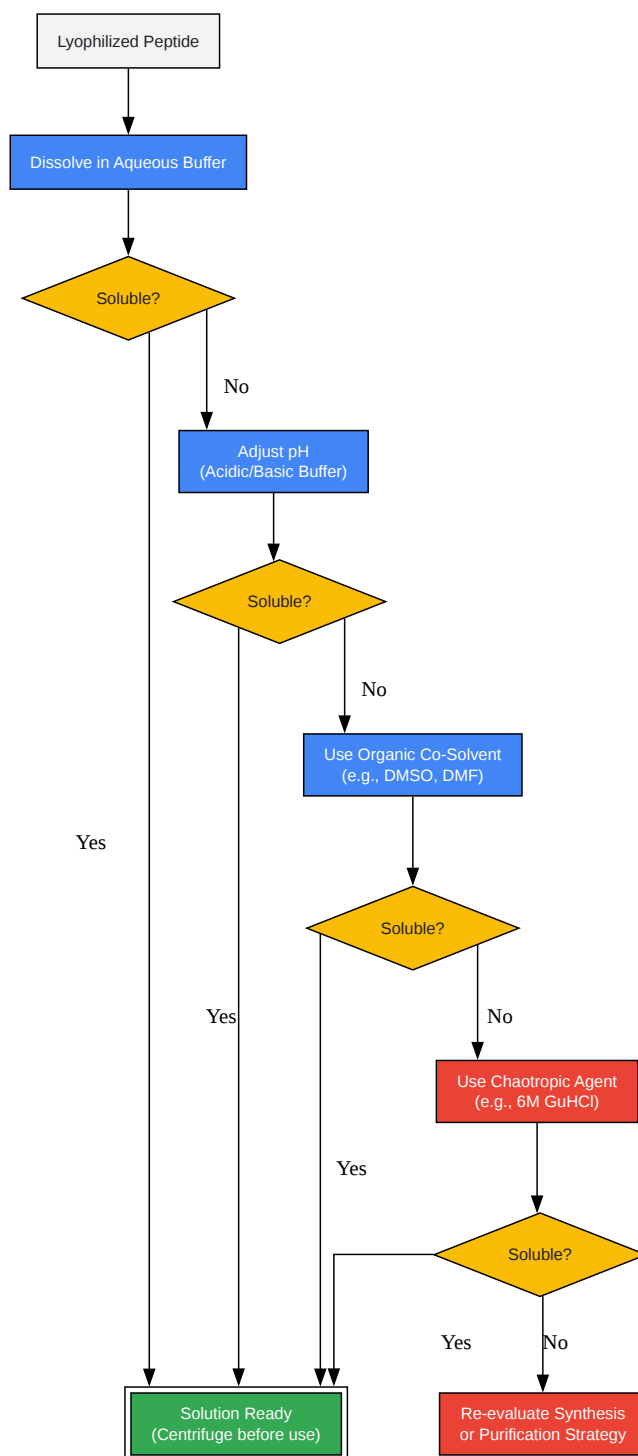 Lyophilized Peptide
Dissolve in Aqueous Buffer
Soluble?
No
Adjust pH
(Acidic/Basic Buffer)
Soluble?
No
Use Organic Co-Solvent
(e.g., DMSO, DMF)
Yes
Soluble?
Yes
No
Use Chaotropic Agent
(e.g., 6M GuHCl)
Yes
Soluble?
Yes
No
Solution Ready
(Centrifuge before use)
Re-evaluate Synthesis
or Purification Strategy